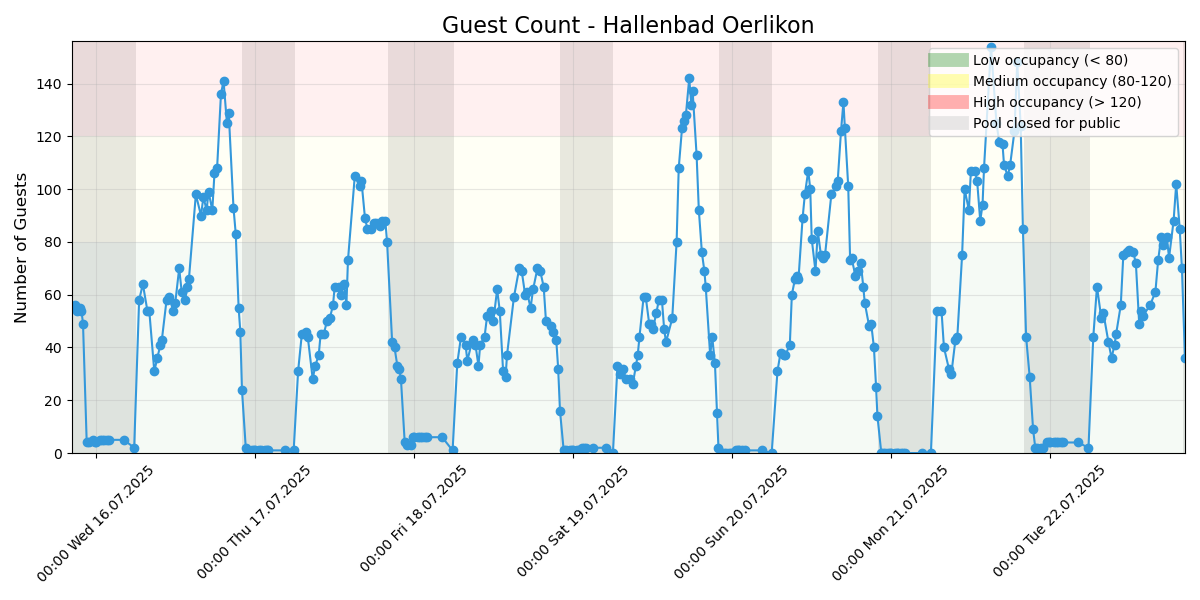 Guest Count - Hallenbad Oerlikon
Number of Guests
140
120
100
80
60
40
20
0
Low occupancy (< 80)
Medium occupancy (80-120)
High occupancy (> 120)
Pool closed for public
00:00 Wed 16.07.2025
00:00 Thu 17.07.2025
00:00 Fri 18.07.2025
00:00 Sat 19.07.2025
00:00 Sun 20.07.2025
00:00 Mon 21.07.2025
00:00 Tue 22.07.2025